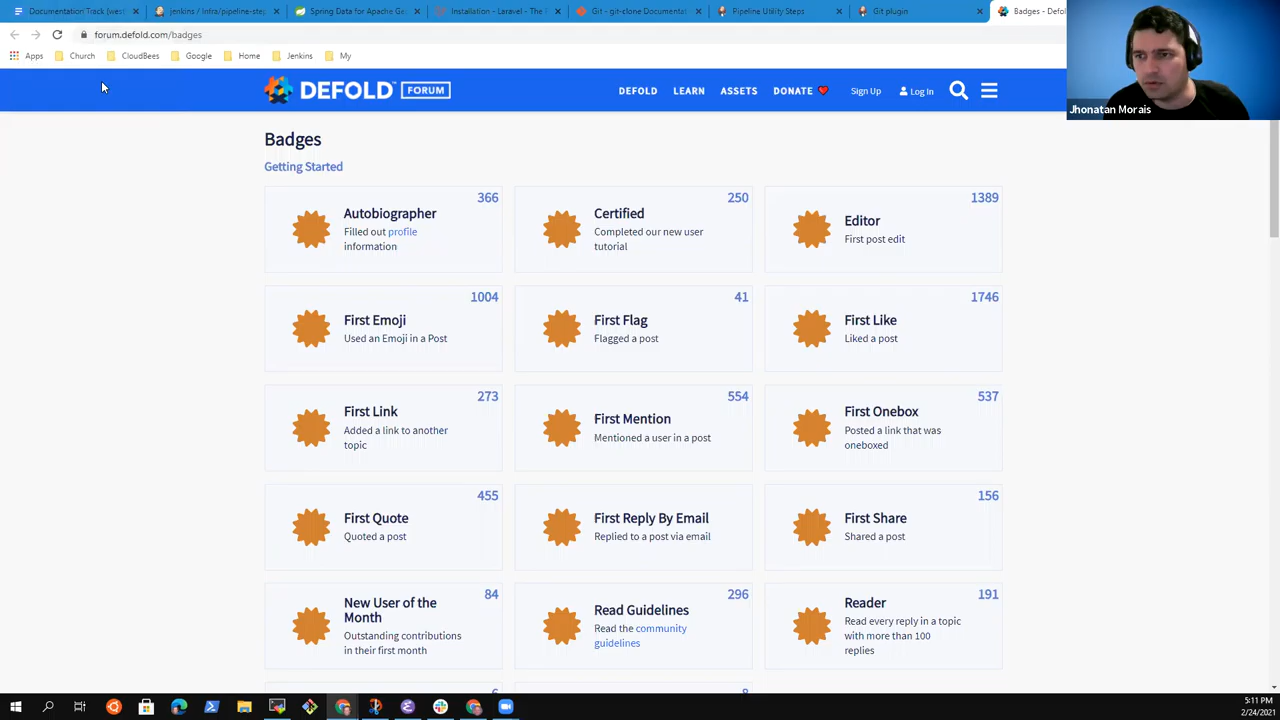 Documentation Track (west
jenkins / Infra/pipeline-step
Spring Data for Apache Ge
Installation - Laravel - The P
Git - git-clone Documentat
Pipeline Utility Steps
Git plugin
Badges - Defold
forum.defold.com/badges
Apps
Church
CloudBees
Google
Home
Jenkins
My
DEFOLD FORUM
DEFOLD
LEARN
ASSETS
DONATE
Sign Up
Log In
Jhonatan Morais
Badges
Getting Started
366
Autobiographer
Filled out profile
information
250
Certified
Completed our new user
tutorial
1389
Editor
First post edit
1004
First Emoji
Used an Emoji in a Post
41
First Flag
Flagged a post
1746
First Like
Liked a post
273
First Link
Added a link to another
topic
554
First Mention
Mentioned a user in a post
537
First Onebox
Posted a link that was
oneboxed
455
First Quote
Quoted a post
First Reply By Email
Replied to a post via email
156
First Share
Shared a post
84
New User of the
Month
Outstanding contributions
in their first month
296
Read Guidelines
Read the community
guidelines
191
Reader
Read every reply in a topic
with more than 100
replies
5:11 PM
2/24/2021